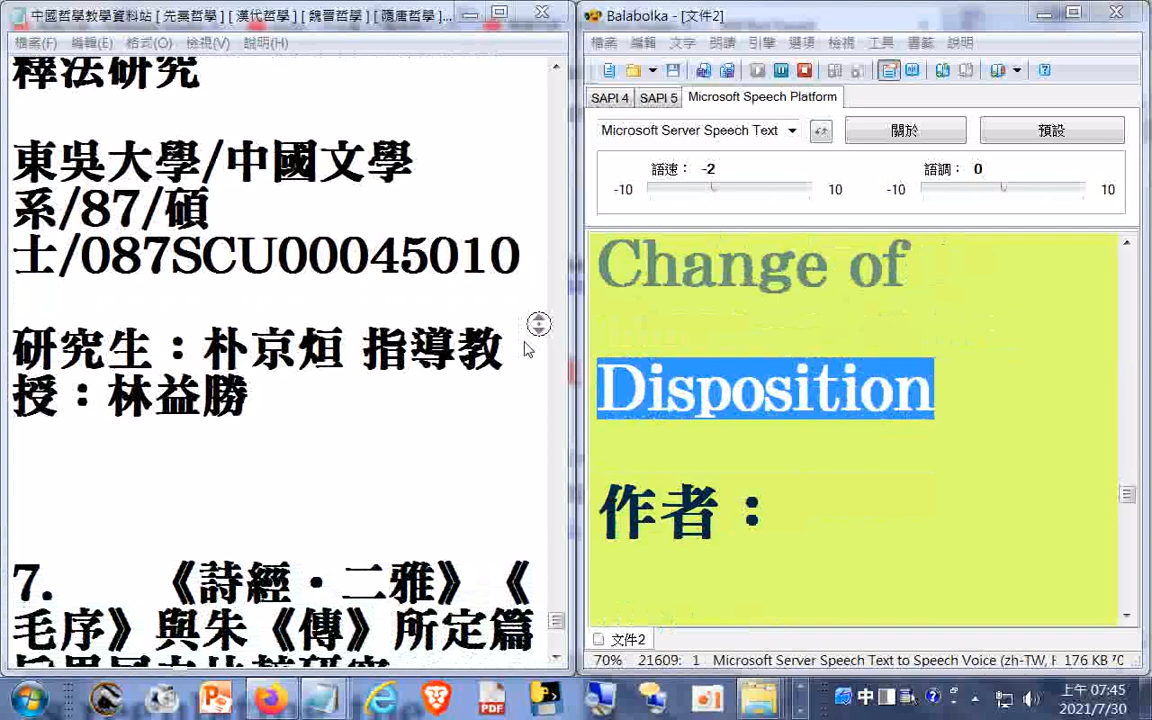 中國哲學教學資料站 [ 先秦哲學 ] [ 漢代哲學 ] [ 魏晉哲學 ] [ 隋唐哲學 ]...
檔案(F) 編輯(E) 格式(O) 檢視(V) 說明(H)
釋法研究
東吳大學/中國文學
系/87/碩
士/087SCU00045010
研究生：朴京烜 指導教
授：林益勝
7. 《詩經‧二雅》《
毛序》與朱《傳》所定篇
Balabolka - [文件2]
檔案 編輯 文字 朗讀 引擎 選項 檢視 工具 書籤 說明
SAPI 4 SAPI 5 Microsoft Speech Platform
Microsoft Server Speech Text 關於 預設
語速： -2 語調： 0
-10 10 -10 10
Change of
Disposition
作者：
文件2
70% 21609: 1 Microsoft Server Speech Text to Speech Voice (zh-TW, 176 KB
中
上午 07:45
2021/7/30